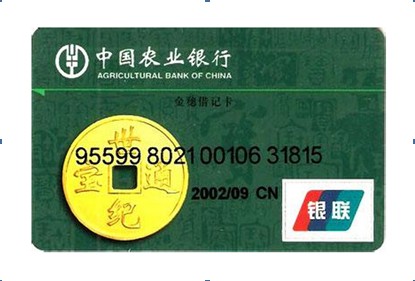 中国农业银行
AGRICULTURAL BANK OF CHINA
金穗借记卡
世
宝 通
纪
95599 8021 00106 31815
2002/09 CN
银联